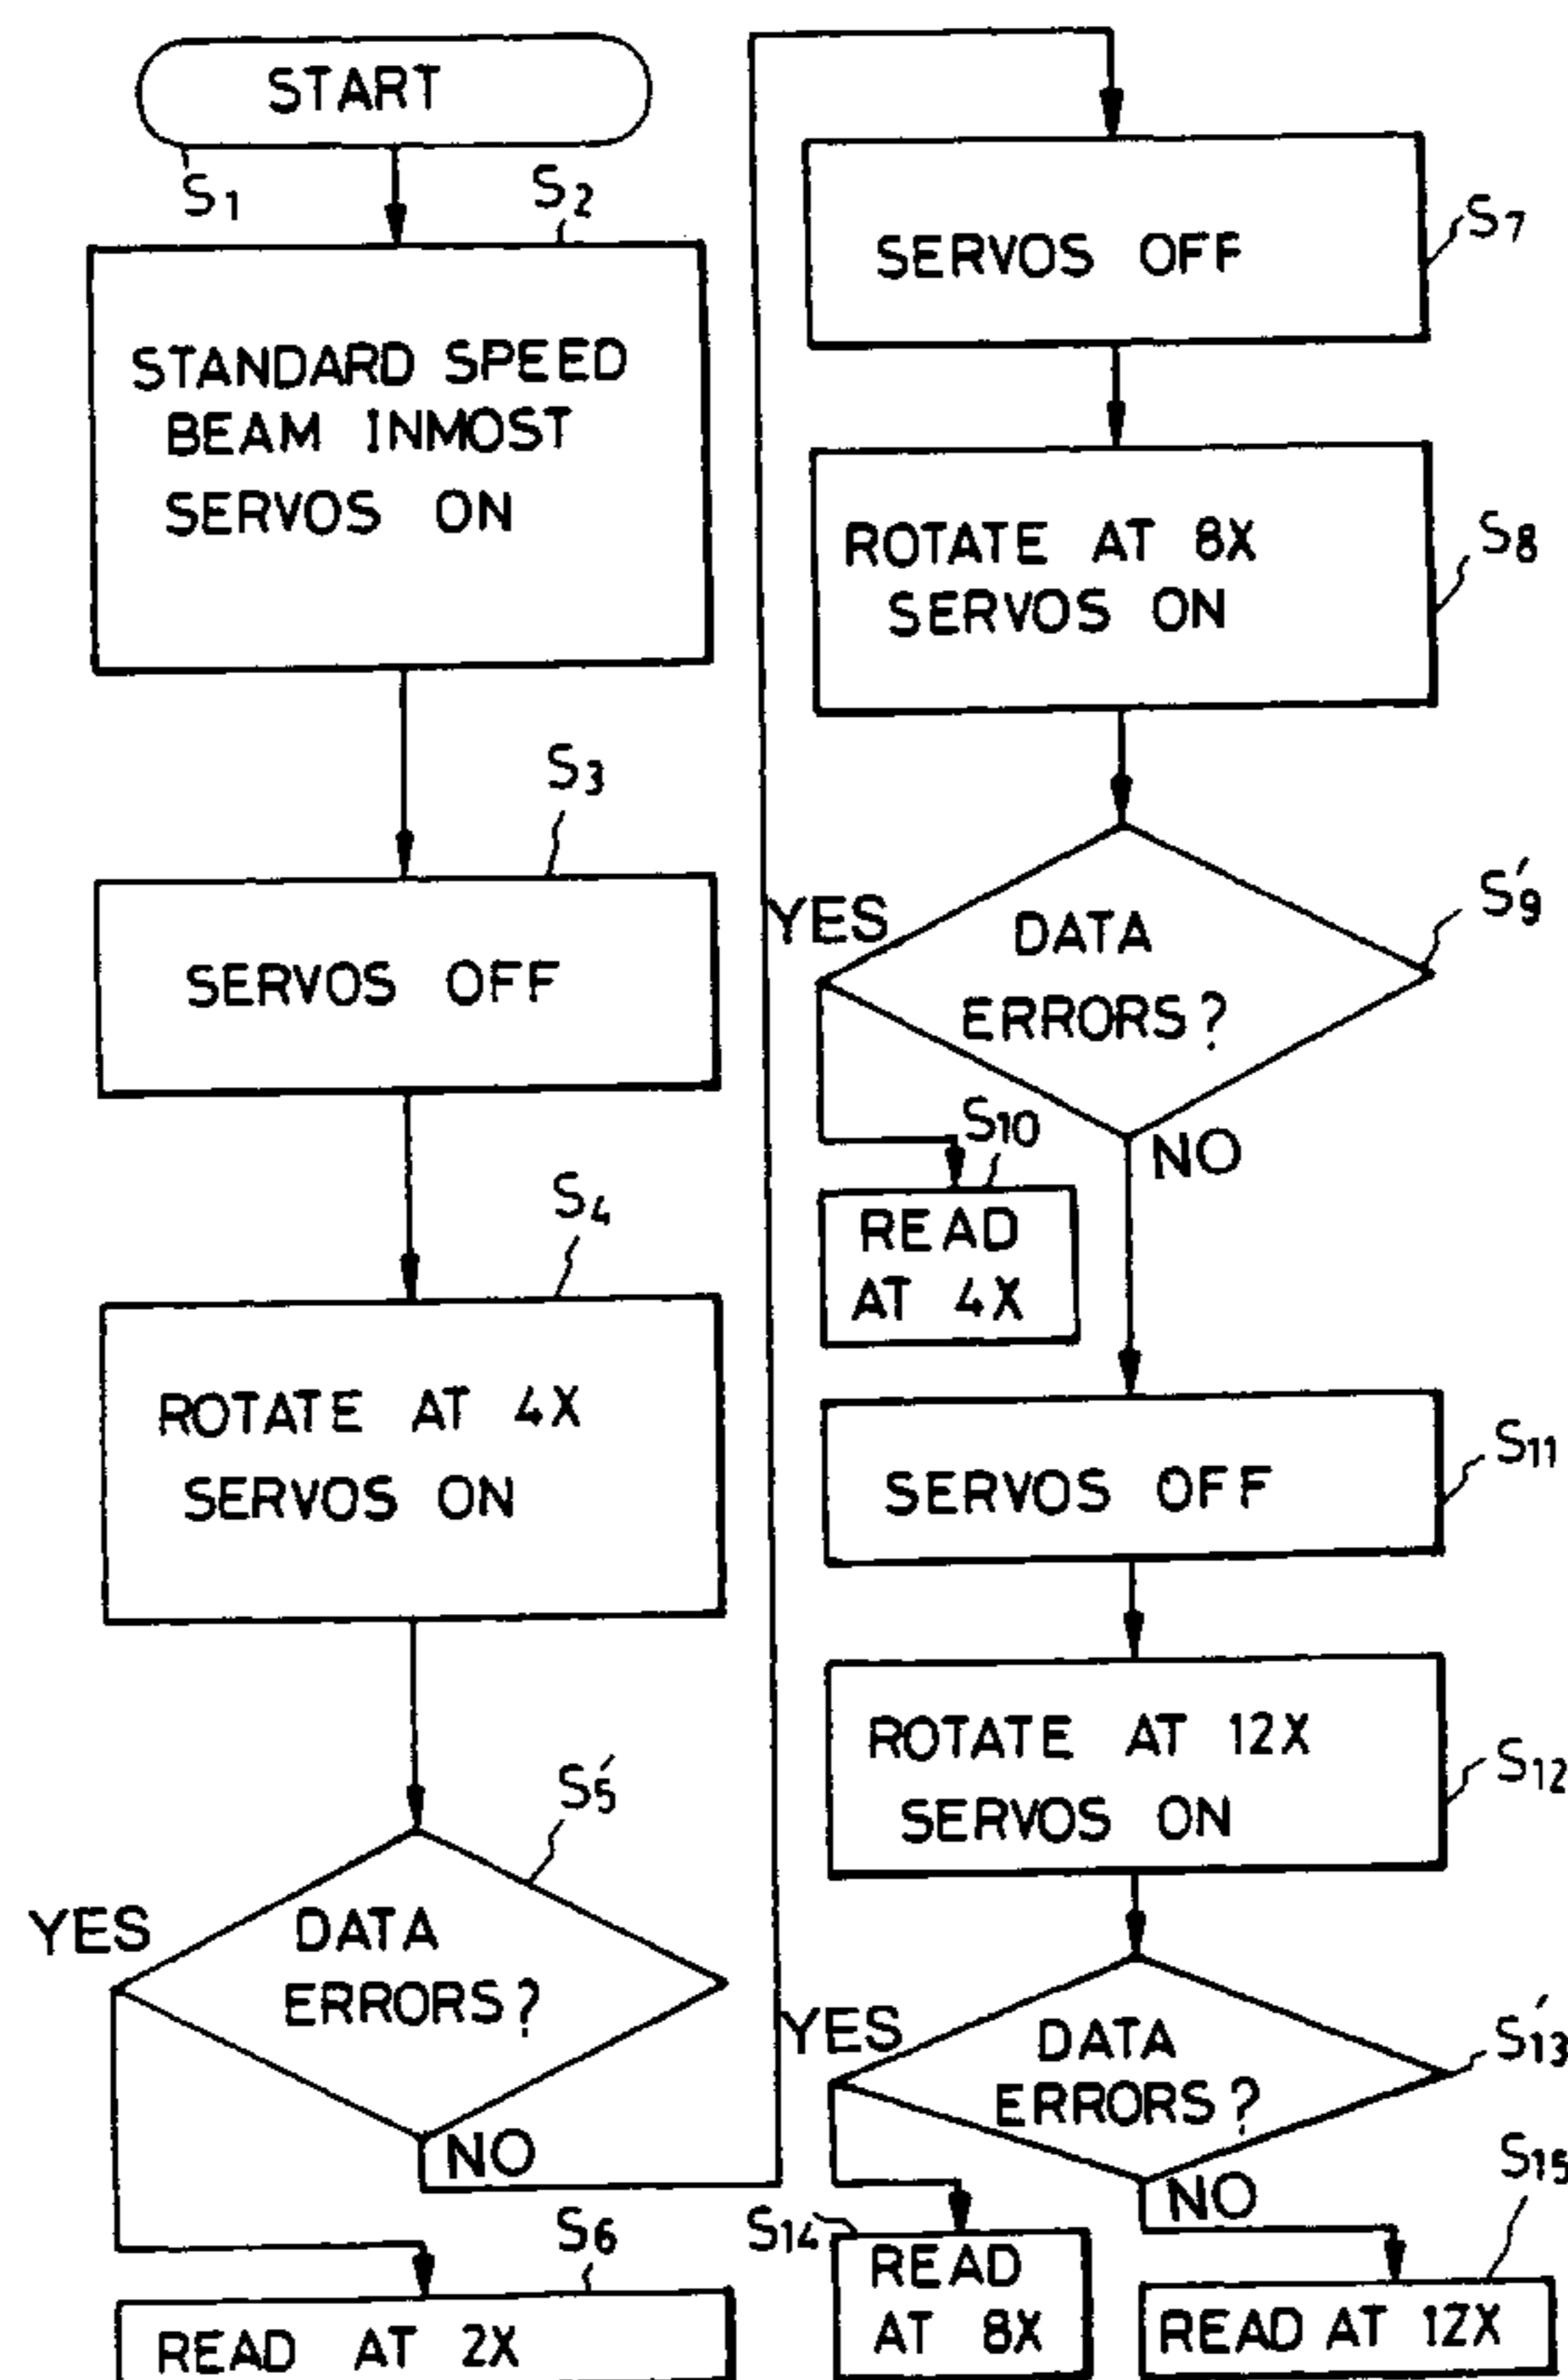 START
S1
S2
STANDARD SPEED
BEAM INMOST
SERVOS ON
S3
SERVOS OFF
S4
ROTATE AT 4X
SERVOS ON
S5'
YES
DATA
ERRORS?
NO
S6
READ AT 2X
SERVOS OFF
S7
ROTATE AT 8X
SERVOS ON
S8
S9'
YES
DATA
ERRORS?
NO
S10
READ
AT 4X
SERVOS OFF
S11
ROTATE AT 12X
SERVOS ON
S12
YES
DATA
ERRORS?
S13'
NO
S14
READ
AT 8X
S15
READ AT 12X